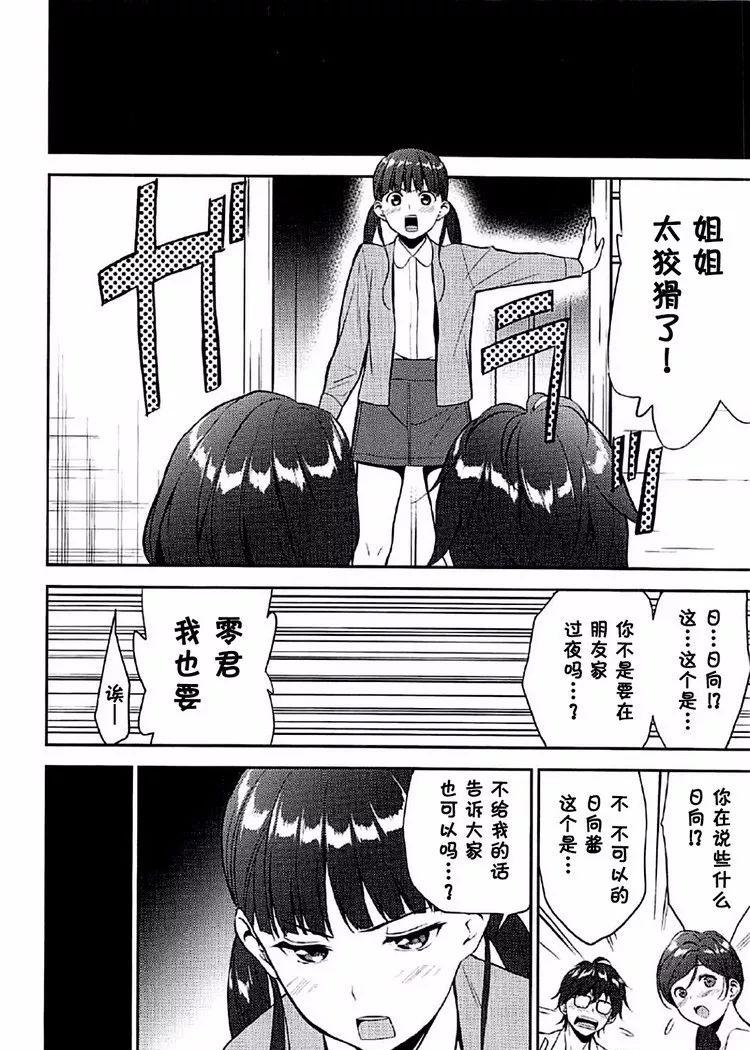 姐姐
太狡猾了！
ガ
ラ
日…日向！？
这…这个是…
你不是要在
朋友家
过夜吗…？
零君
我也要
诶—
你在说些什么
日向！？
不 不可以的
日向酱
这个是…
不给我的话
告诉大家
也可以吗…？